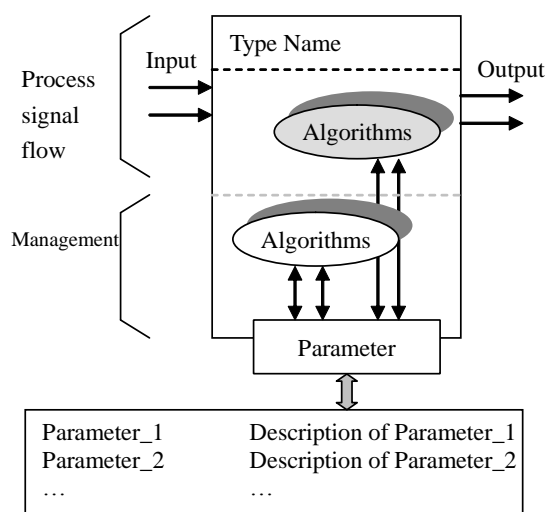 Type Name
Input
Output
Process
signal
flow
Algorithms
Management
Algorithms
Parameter
Parameter_1 Description of Parameter_1
Parameter_2 Description of Parameter_2
… …